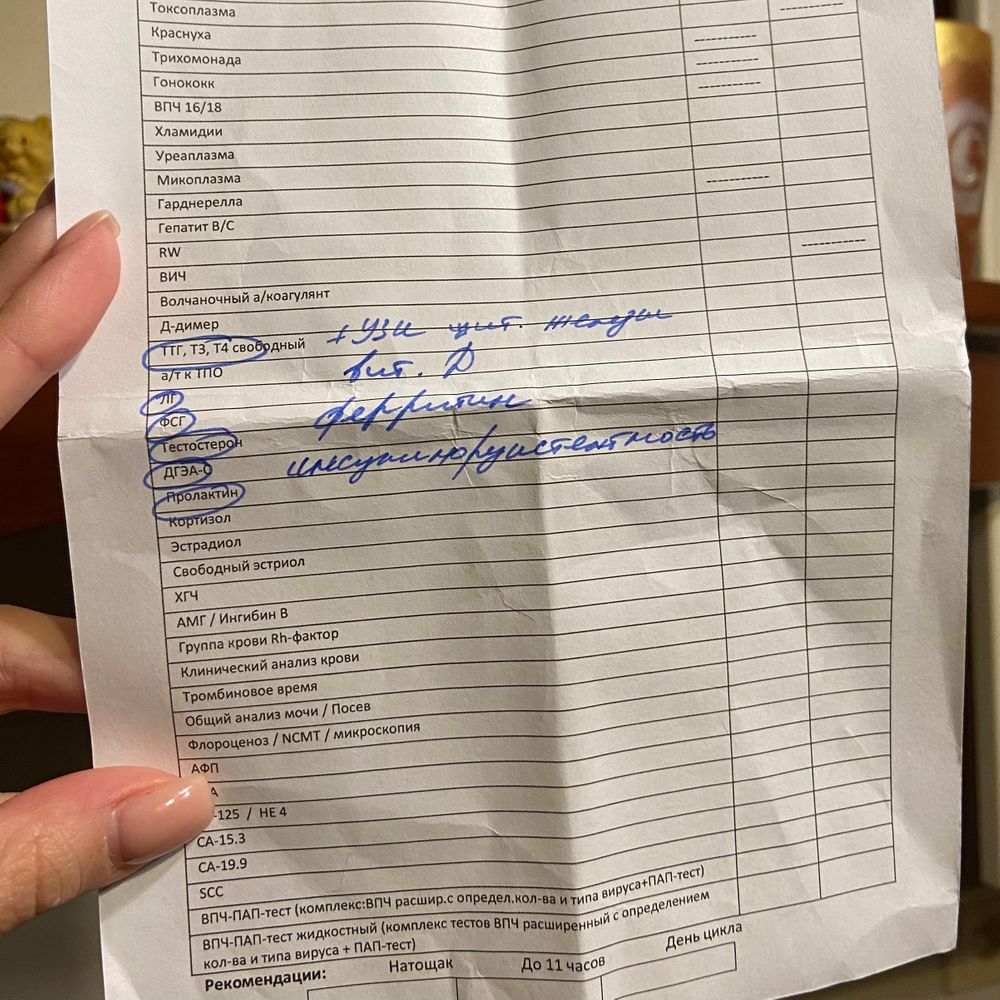 Токсоплазма
Краснуха
Трихомонада
Гонококк
ВПЧ 16/18
Хламидии
Уреаплазма
Микоплазма
Гарднерелла
Гепатит В/С
RW
ВИЧ
Волчаночный а/коагулянт
Д-димер
ТТГ, Т3, Т4 свободный + УЗИ щит. железы
а/т к ТПО вит. Д
ЛГ
ФСГ ферритин
Тестостерон
ДГЭА-С инсулинорезистентность
Пролактин
Кортизол
Эстрадиол
Свободный эстриол
ХГЧ
АМГ / Ингибин В
Группа крови Rh-фактор
Клинический анализ крови
Тромбиновое время
Общий анализ мочи / Посев
Флороценоз / NCMT / микроскопия
АФП
-125 / НЕ 4
СА-15.3
СА-19.9
SCC
ВПЧ-ПАП-тест (комплекс:ВПЧ расшир.с определ.кол-ва и типа вируса+ПАП-тест)
ВПЧ-ПАП-тест жидкостный (комплекс тестов ВПЧ расширенный с определением
кол-ва и типа вируса + ПАП-тест)
Рекомендации: Натощак До 11 часов День цикла